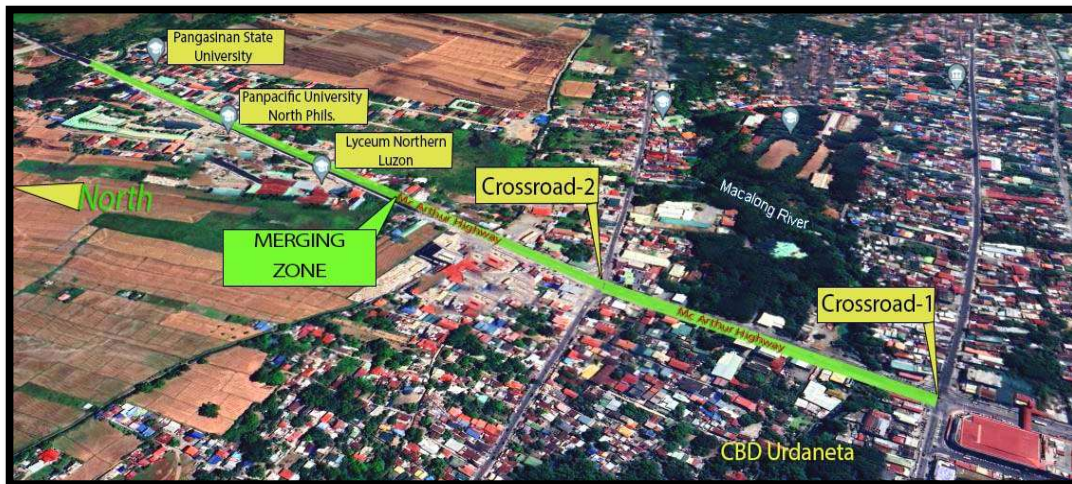 Pangasinan State
University
Panpacific University
North Phils.
Lyceum Northern
Luzon
Crossroad-2
Macalong River
North
Mc Arthur Highway
MERGING
ZONE
Crossroad-1
Mc Arthur Highway
CBD Urdaneta